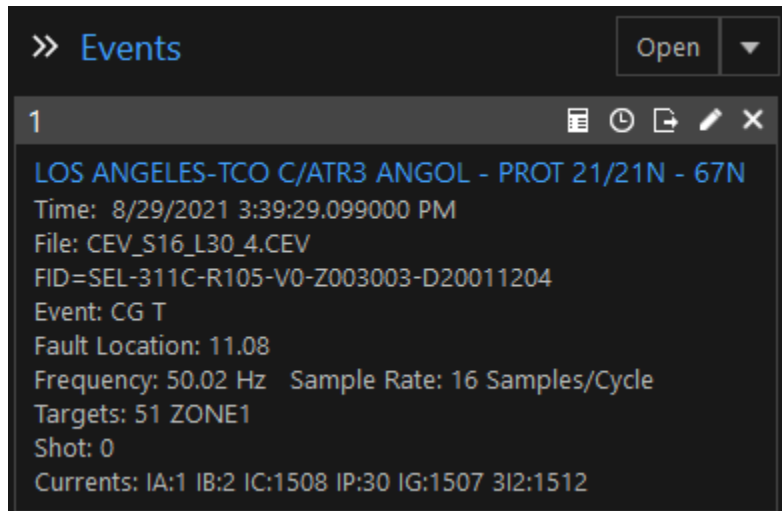 Events
Open
1
LOS ANGELES-TCO C/ATR3 ANGOL - PROT 21/21N - 67N
Time: 8/29/2021 3:39:29.099000 PM
File: CEV_S16_L30_4.CEV
FID=SEL-311C-R105-V0-Z003003-D20011204
Event: CG T
Fault Location: 11.08
Frequency: 50.02 Hz Sample Rate: 16 Samples/Cycle
Targets: 51 ZONE1
Shot: 0
Currents: IA:1 IB:2 IC:1508 IP:30 IG:1507 3I2:1512